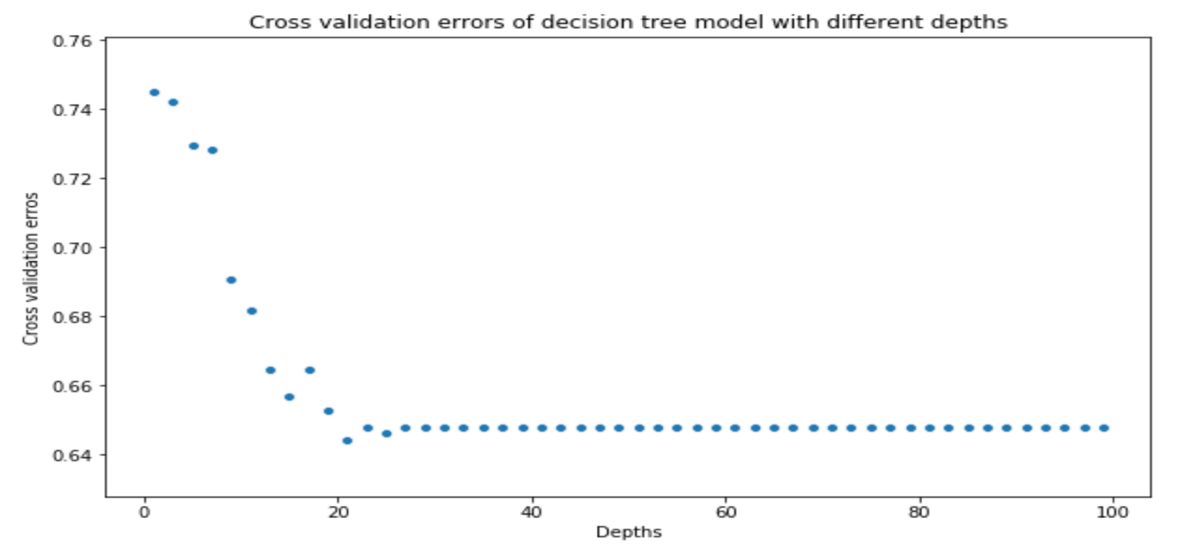 Cross validation errors of decision tree model with different depths
0.76
0.74
0.72
0.70
0.68
0.66
0.64
Cross validation erros
0 20 40 60 80 100
Depths